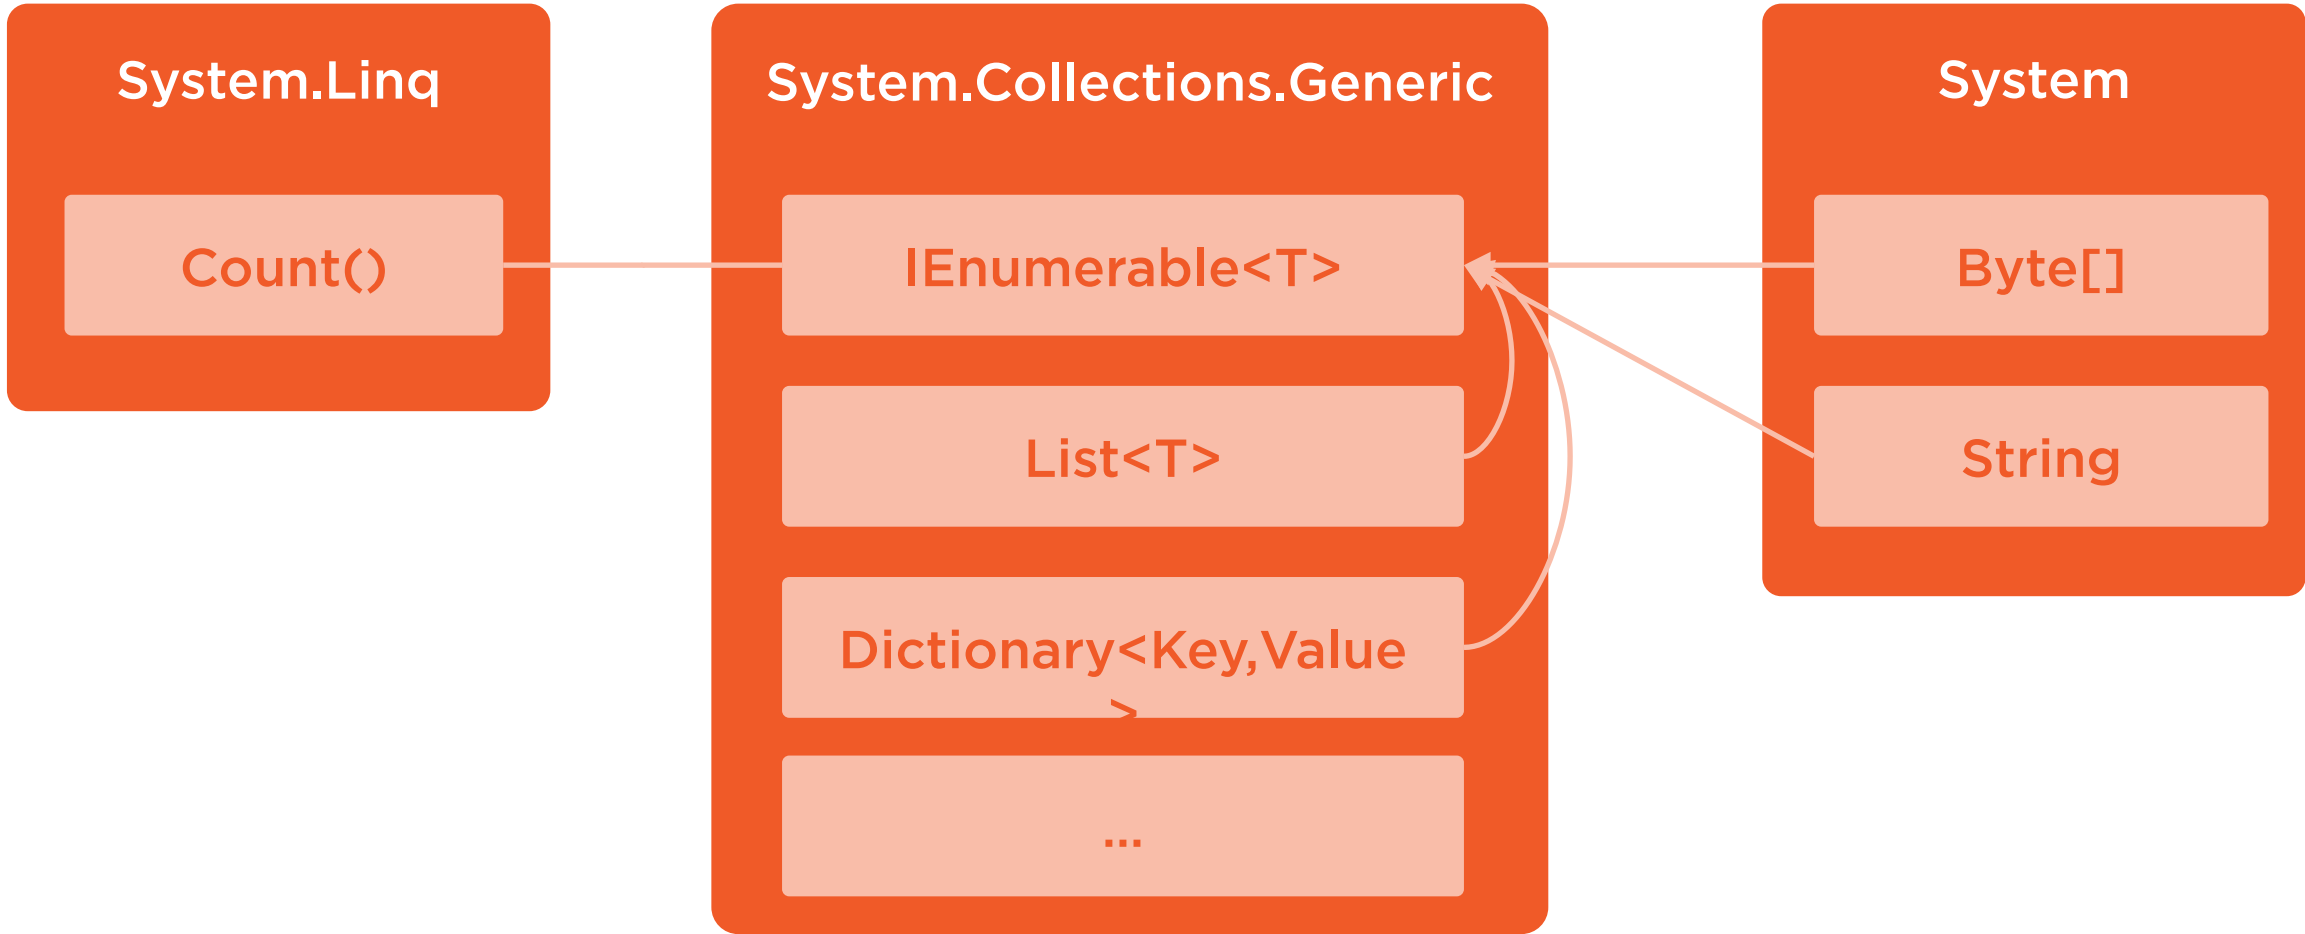 System.Linq
Count()
System.Collections.Generic
IEnumerable<T>
List<T>
Dictionary<Key,Value
>
...
System
Byte[]
String